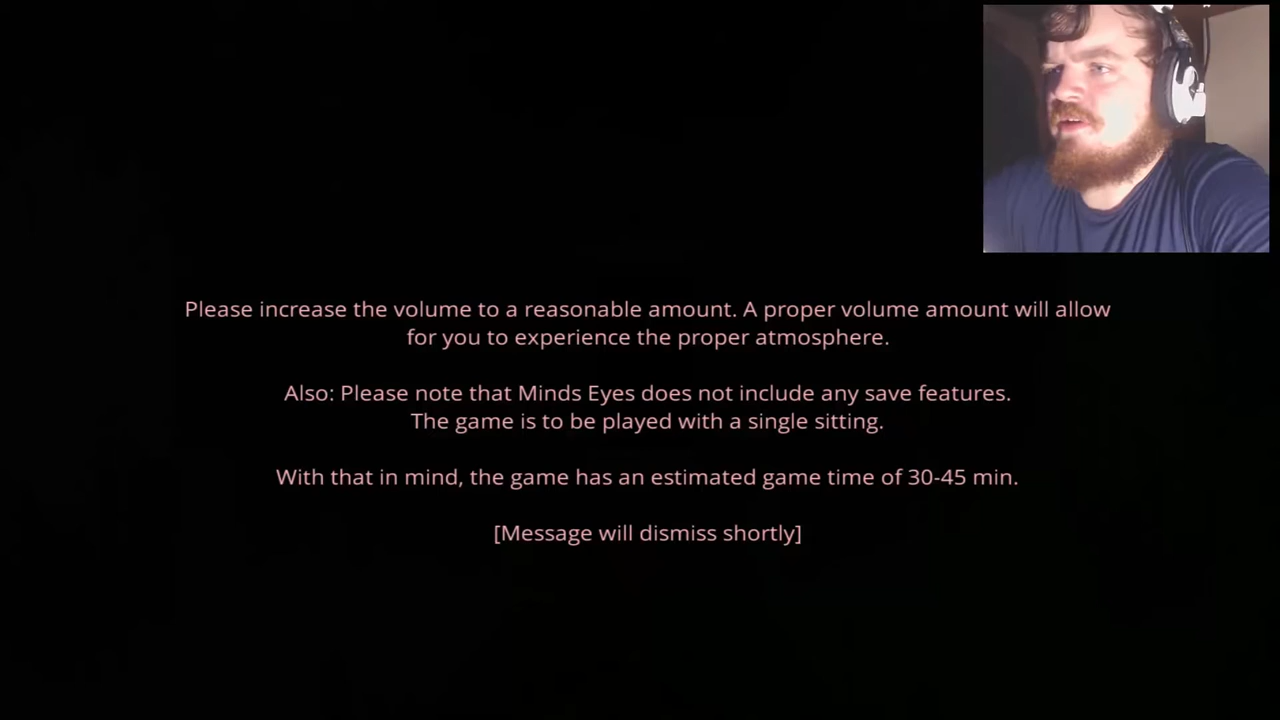 Please increase the volume to a reasonable amount. A proper volume amount will allow
for you to experience the proper atmosphere.
Also: Please note that Minds Eyes does not include any save features.
The game is to be played with a single sitting.
With that in mind, the game has an estimated game time of 30-45 min.
[Message will dismiss shortly]